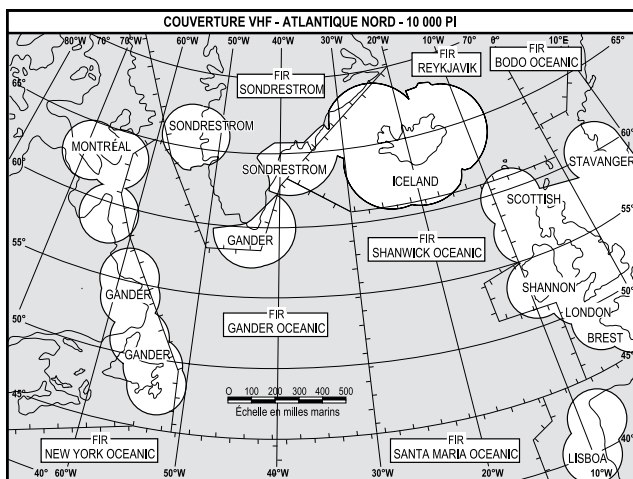 COUVERTURE VHF - ATLANTIQUE NORD - 10 000 PI
80°W 70°W 60°W 50°W 40°W 30°W 20°W 10°W 0° 10°E 65°
FIR
SONDRESTROM
FIR
REYKJAVIK
FIR
BODO OCEANIC
65°
60°
SONDRESTROM
MONTRÉAL
STAVANGER
SONDRESTROM
ICELAND
SCOTTISH
60°
55°
GANDER
FIR
SHANWICK OCEANIC
55°
50°
GANDER
SHANNON
50°
LONDON
FIR
GANDER OCEANIC
BREST
GANDER
45°
45°
0 100 200 300 400 500
Échelle en milles marins
FIR
NEW YORK OCEANIC
FIR
SANTA MARIA OCEANIC
40°
LISBOA
40° 60°W 50°W 40°W 30°W 20°W 10°W